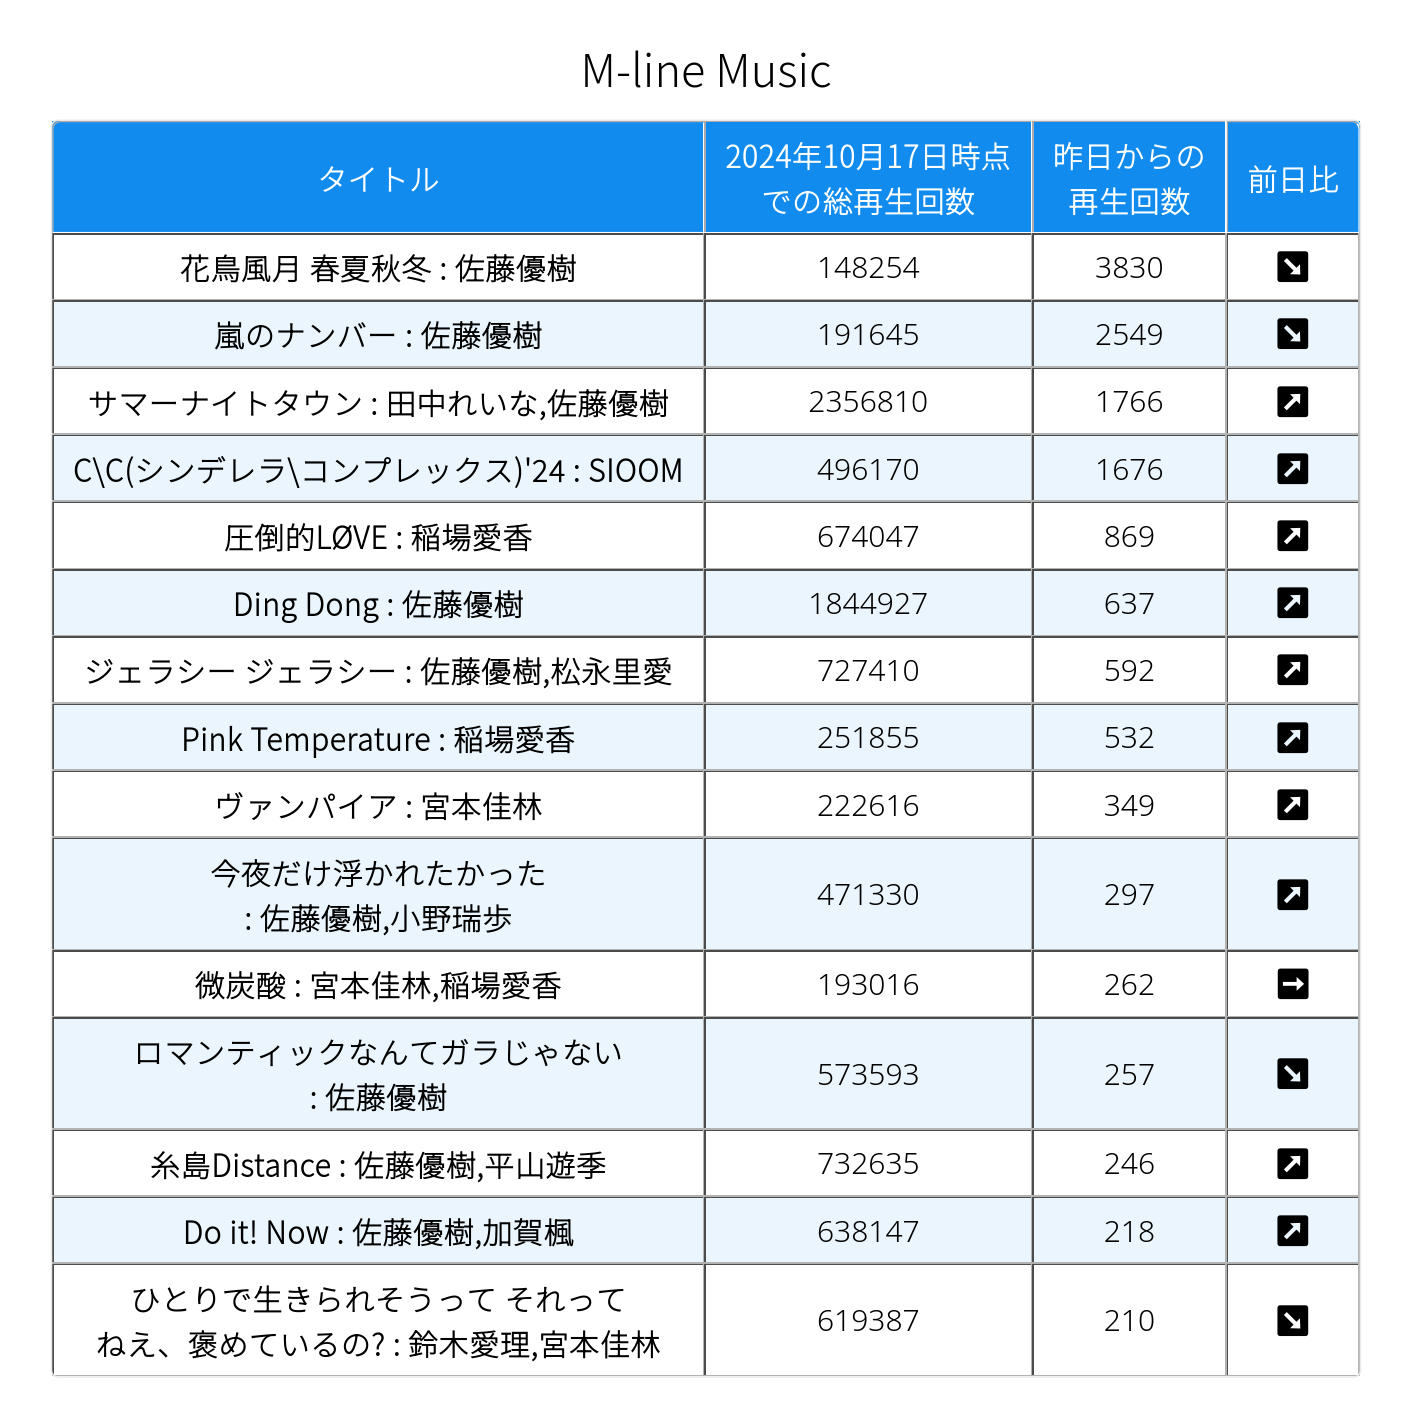 M-line Music
タイトル
2024年10月17日時点
での総再生回数
昨日からの
再生回数
前日比
花鳥風月 春夏秋冬 : 佐藤優樹 148254 3830
嵐のナンバー : 佐藤優樹 191645 2549
サマーナイトタウン : 田中れいな,佐藤優樹 2356810 1766
C\C(シンデレラ\コンプレックス)'24 : SIOOM 496170 1676
圧倒的LØVE : 稲場愛香 674047 869
Ding Dong : 佐藤優樹 1844927 637
ジェラシー ジェラシー : 佐藤優樹,松永里愛 727410 592
Pink Temperature : 稲場愛香 251855 532
ヴァンパイア : 宮本佳林 222616 349
今夜だけ浮かれたかった
: 佐藤優樹,小野瑞歩
471330 297
微炭酸 : 宮本佳林,稲場愛香 193016 262
ロマンティックなんてガラじゃない
: 佐藤優樹
573593 257
糸島Distance : 佐藤優樹,平山遊季 732635 246
Do it! Now : 佐藤優樹,加賀楓 638147 218
ひとりで生きられそうって それって
ねえ、褒めているの? : 鈴木愛理,宮本佳林
619387 210